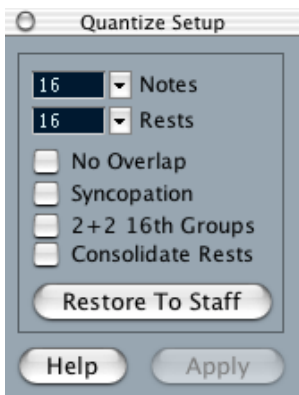 Quantize Setup
16 Notes
16 Rests
No Overlap
Syncopation
2+2 16th Groups
Consolidate Rests
Restore To Staff
Help Apply